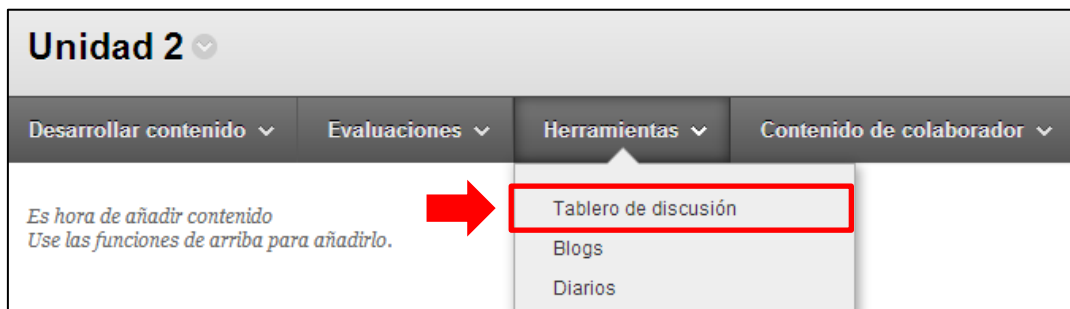 Unidad 2
Desarrollar contenido
Evaluaciones
Herramientas
Contenido de colaborador
Es hora de añadir contenido
Use las funciones de arriba para añadirlo.
Tablero de discusión
Blogs
Diarios